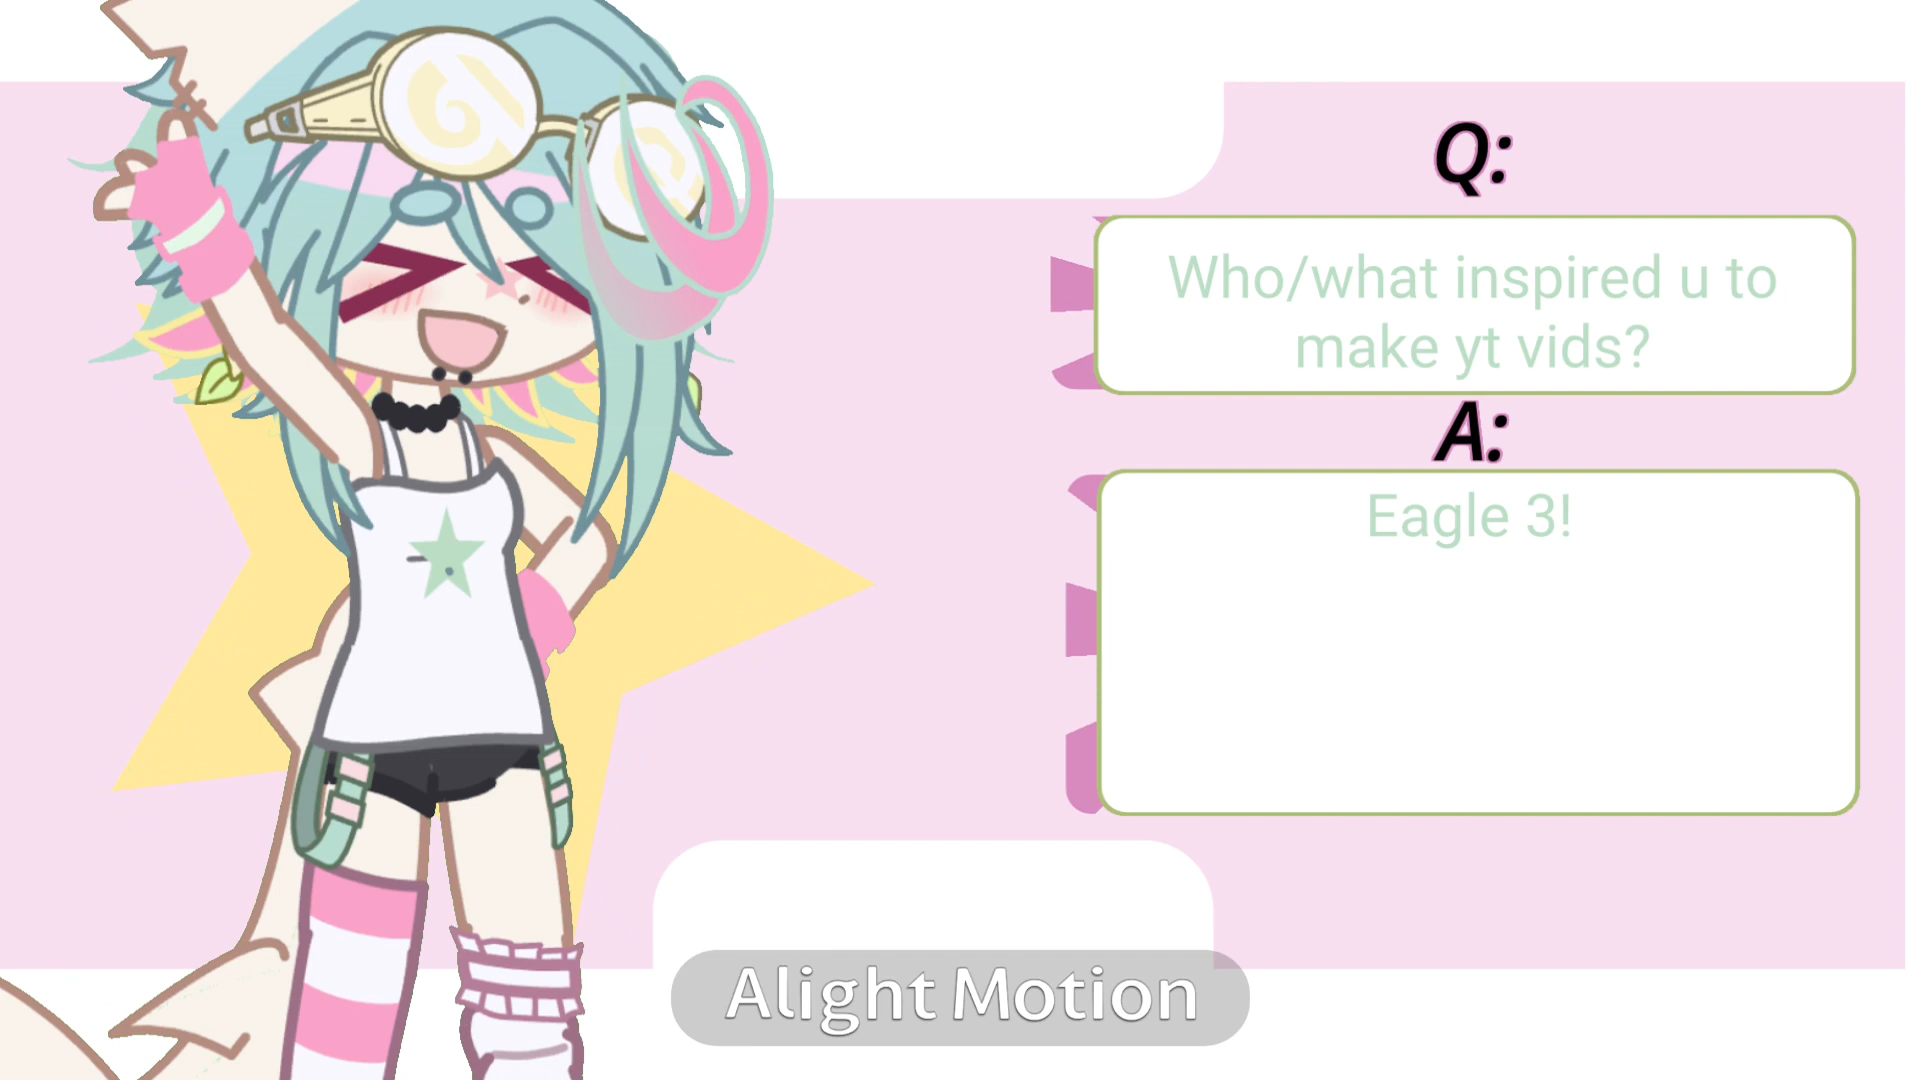 Q:
Who/what inspired u to
make yt vids?
A:
Eagle 3!
Alight Motion